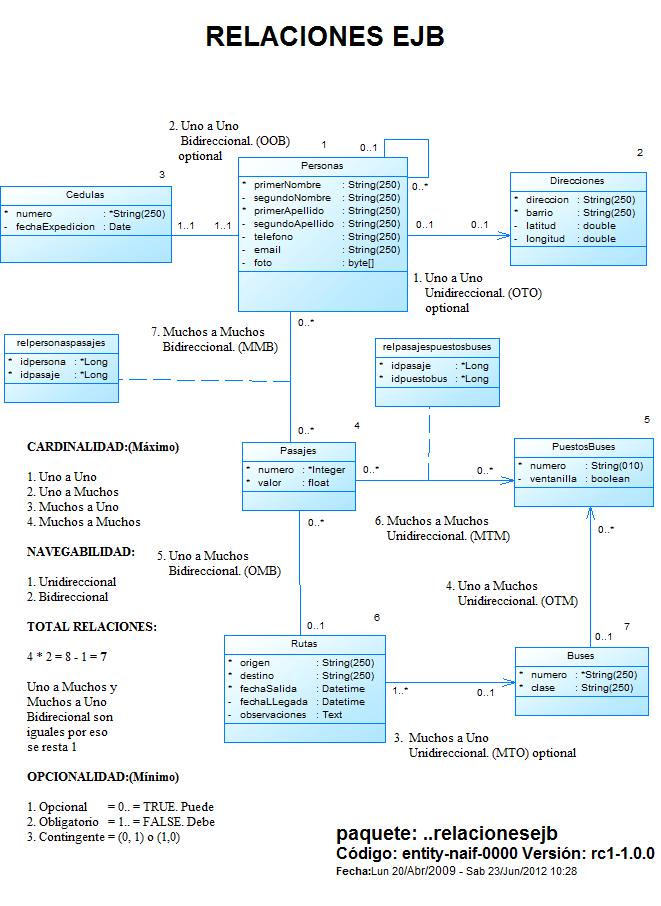 RELACIONES EJB
2. Uno a Uno
Bidireccional. (OOB)
optional
1
0..1
0..*
Personas
* primerNombre : String(250)
- segundoNombre : String(250)
* primerApellido : String(250)
- segundoApellido : String(250)
- telefono : String(250)
- email : String(250)
- foto : byte[]
3
Cedulas
* numero : *String(250)
- fechaExpedicion : Date
1..1
1..1
2
Direcciones
* direccion : String(250)
* barrio : String(250)
- latitud : double
- longitud : double
0..1
0..1
1. Uno a Uno
Unidireccional. (OTO)
optional
0..*
7. Muchos a Muchos
Bidireccional. (MMB)
relpersonaspasajes
* idpersona : *Long
* idpasaje : *Long
relpasajespuestosbuses
* idpasaje : *Long
* idpuestobus : *Long
0..*
4
Pasajes
* numero : *Integer
* valor : float
0..*
0..*
5
PuestosBuses
* numero : String(010)
- ventanilla : boolean
6. Muchos a Muchos
Unidireccional. (MTM)
0..*
0..*
5. Uno a Muchos
Bidireccional. (OMB)
4. Uno a Muchos
Unidireccional. (OTM)
0..1
0..1
6
Rutas
* origen : String(250)
* destino : String(250)
* fechaSalida : Datetime
- fechaLLegada : Datetime
- observaciones : Text
7
Buses
* numero : *String(250)
* clase : String(250)
1..*
0..1
3. Muchos a Uno
Unidireccional. (MTO) optional
CARDINALIDAD:(Máximo)
1. Uno a Uno
2. Uno a Muchos
3. Muchos a Uno
4. Muchos a Muchos
NAVEGABILIDAD:
1. Unidireccional
2. Bidireccional
TOTAL RELACIONES:
4 * 2 = 8 - 1 = 7
Uno a Muchos y
Muchos a Uno
Bidirecional son
iguales por eso
se resta 1
OPCIONALIDAD:(Mínimo)
1. Opcional = 0.. = TRUE. Puede
2. Obligatorio = 1.. = FALSE. Debe
3. Contingente = (0, 1) o (1,0)
paquete: ..relacionesejb
Código: entity-naif-0000 Versión: rc1-1.0.0
Fecha:Lun 20/Abr/2009 - Sab 23/Jun/2012 10:28